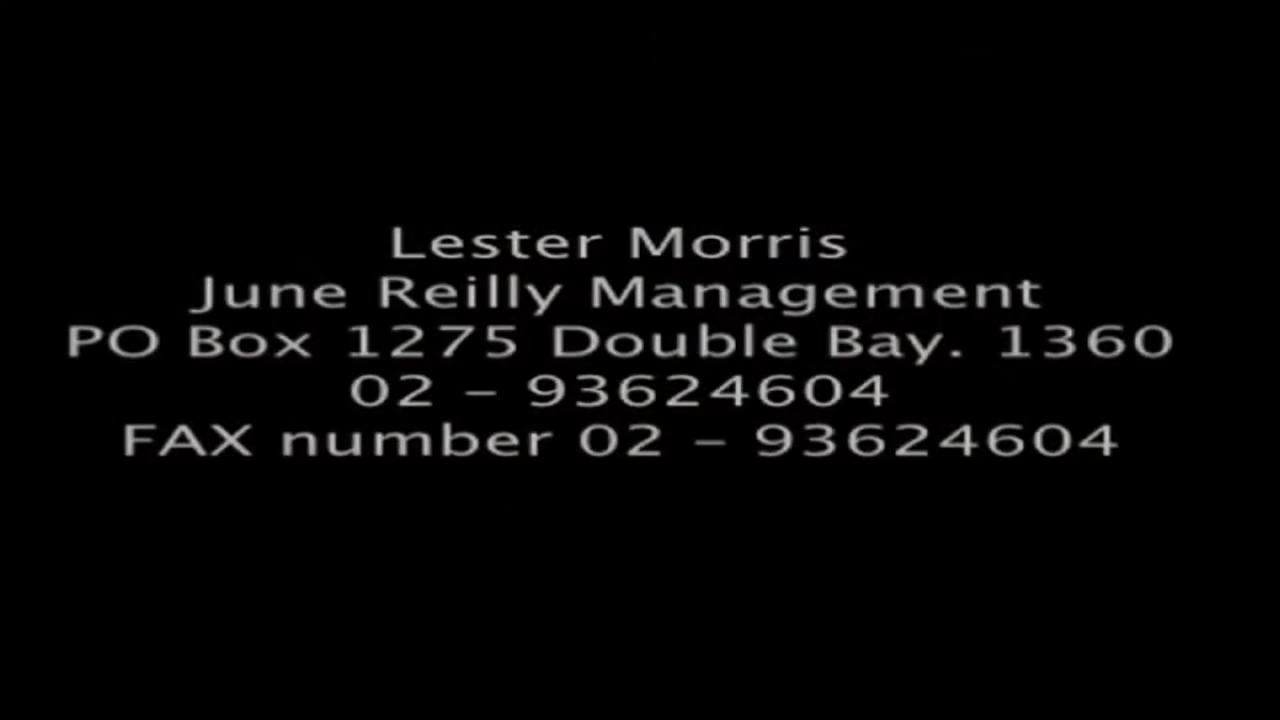 Lester Morris
June Reilly Management
PO Box 1275 Double Bay. 1360
02 – 93624604
FAX number 02 – 93624604